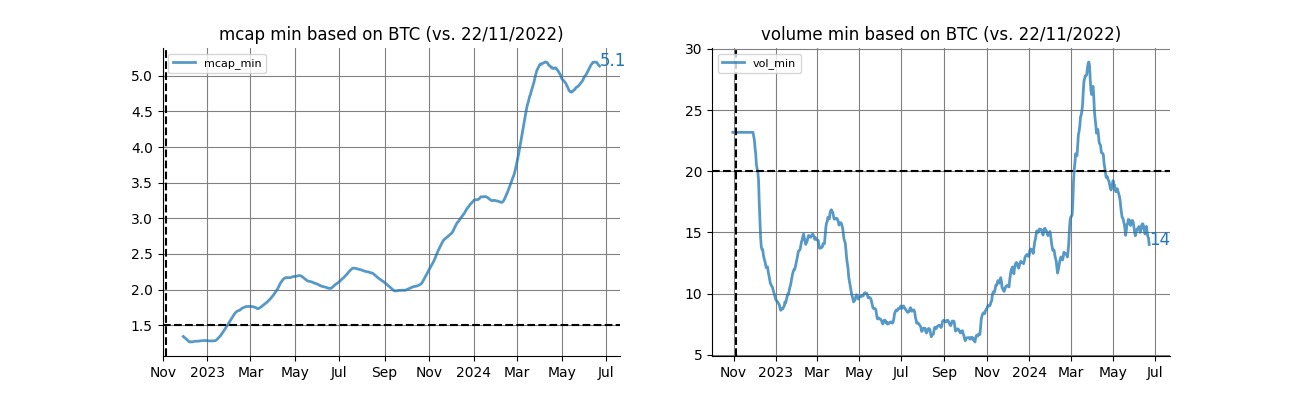 mcap min based on BTC (vs. 22/11/2022)
mcap_min
5.1
5.0
4.5
4.0
3.5
3.0
2.5
2.0
1.5
Nov 2023 Mar May Jul Sep Nov 2024 Mar May Jul
volume min based on BTC (vs. 22/11/2022)
vol_min
30
25
20
15
14
10
5
Nov 2023 Mar May Jul Sep Nov 2024 Mar May Jul